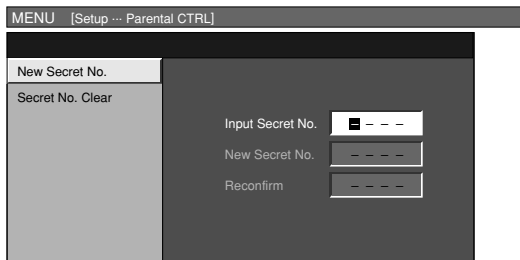 MENU [Setup ··· Parental CTRL]
New Secret No.
Secret No. Clear
Input Secret No. – – – –
New Secret No. – – – –
Reconfirm – – – –